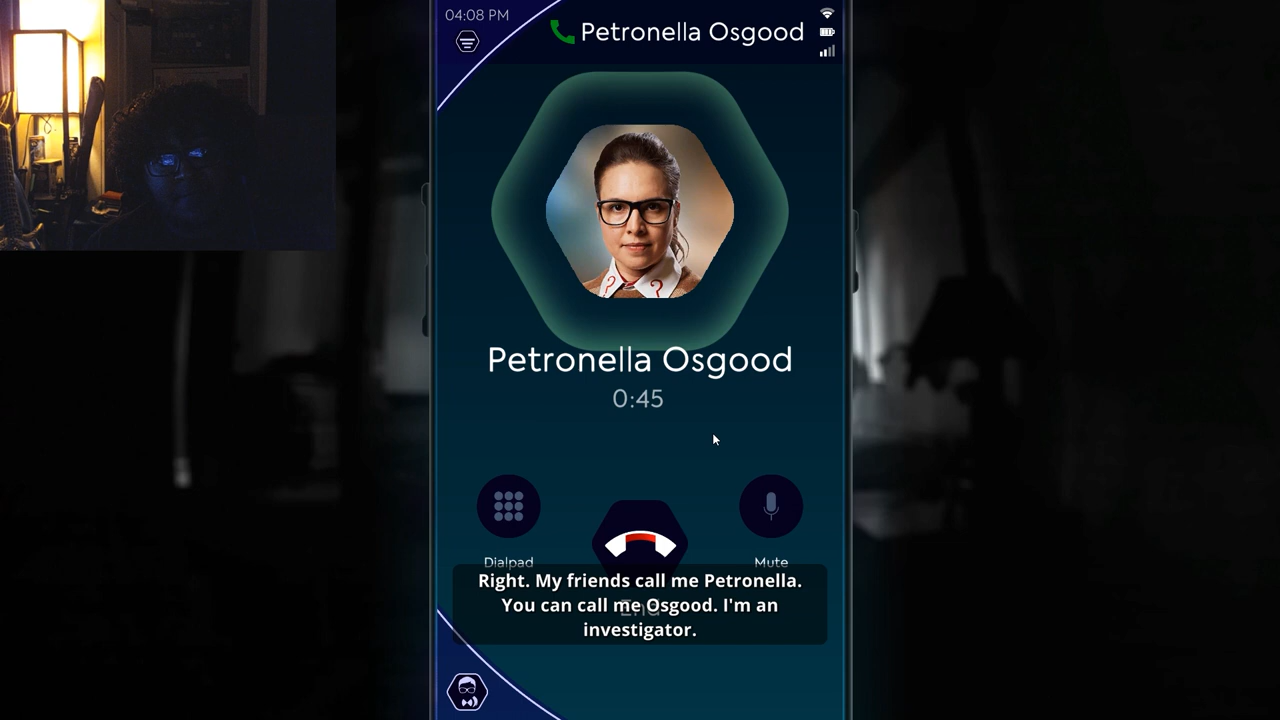 04:08 PM
Petronella Osgood
Petronella Osgood
0:45
Dialpad
Mute
End
Right. My friends call me Petronella.
You can call me Osgood. I'm an
investigator.